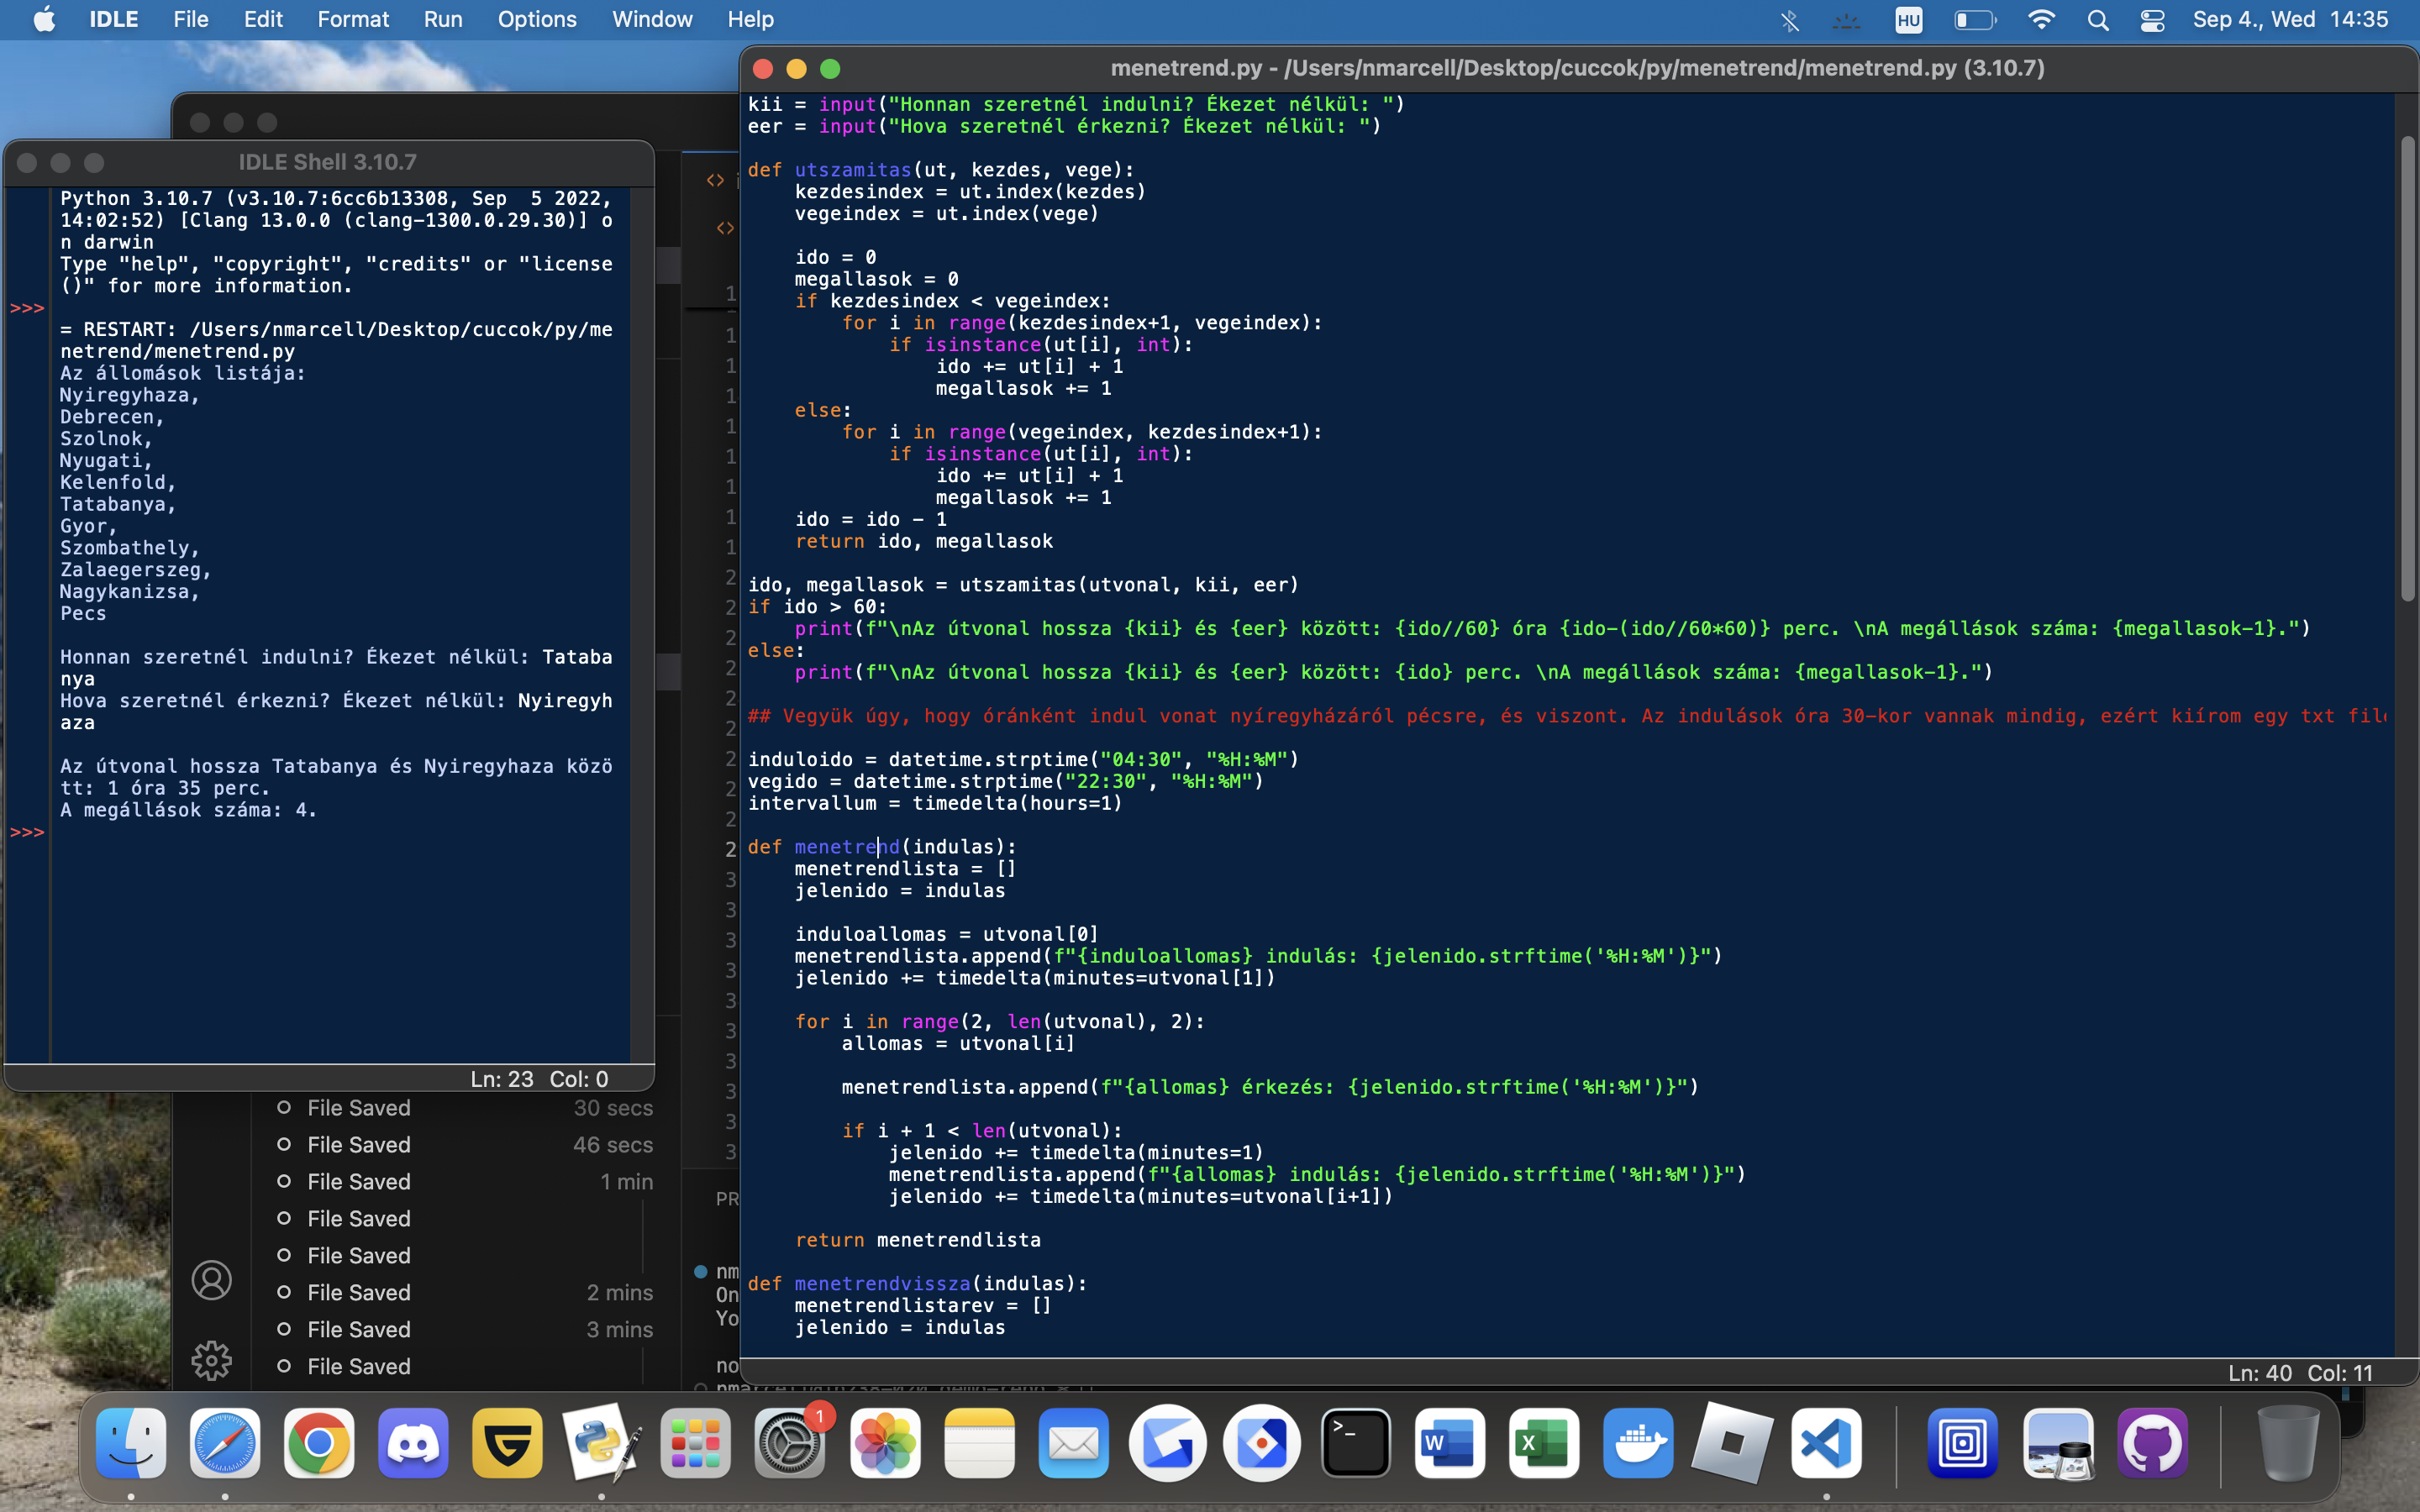 IDLE File Edit Format Run Options Window Help HU Sep 4., Wed 14:35
IDLE Shell 3.10.7
Python 3.10.7 (v3.10.7:6cc6b13308, Sep  5 2022,
14:02:52) [Clang 13.0.0 (clang-1300.0.29.30)] o
n darwin
Type "help", "copyright", "credits" or "license
()" for more information.
>>>
= RESTART: /Users/nmarcell/Desktop/cuccok/py/me
netrend/menetrend.py
Az állomások listája:
Nyiregyhaza,
Debrecen,
Szolnok,
Nyugati,
Kelenfold,
Tatabanya,
Gyor,
Szombathely,
Zalaegerszeg,
Nagykanizsa,
Pecs
Honnan szeretnél indulni? Ékezet nélkül: Tataba
nya
Hova szeretnél érkezni? Ékezet nélkül: Nyiregyh
aza
Az útvonal hossza Tatabanya és Nyiregyhaza közö
tt: 1 óra 35 perc.
A megállások száma: 4.
>>>
Ln: 23 Col: 0
File Saved 30 secs
File Saved 46 secs
File Saved 1 min
File Saved
File Saved
File Saved 2 mins
File Saved 3 mins
File Saved
PR
nm
On
Yo
no
menetrend.py - /Users/nmarcell/Desktop/cuccok/py/menetrend/menetrend.py (3.10.7)
kii = input("Honnan szeretnél indulni? Ékezet nélkül: ")
eer = input("Hova szeretnél érkezni? Ékezet nélkül: ")
def utszamitas(ut, kezdes, vege):
    kezdesindex = ut.index(kezdes)
    vegeindex = ut.index(vege)
    ido = 0
    megallasok = 0
    if kezdesindex < vegeindex:
        for i in range(kezdesindex+1, vegeindex):
            if isinstance(ut[i], int):
                ido += ut[i] + 1
                megallasok += 1
    else:
        for i in range(vegeindex, kezdesindex+1):
            if isinstance(ut[i], int):
                ido += ut[i] + 1
                megallasok += 1
    ido = ido - 1
    return ido, megallasok
ido, megallasok = utszamitas(utvonal, kii, eer)
if ido > 60:
    print(f"\nAz útvonal hossza {kii} és {eer} között: {ido//60} óra {ido-(ido//60*60)} perc. \nA megállások száma: {megallasok-1}.")
else:
    print(f"\nAz útvonal hossza {kii} és {eer} között: {ido} perc. \nA megállások száma: {megallasok-1}.")
## Vegyük úgy, hogy óránként indul vonat nyíregyházáról pécsre, és viszont. Az indulások óra 30-kor vannak mindig, ezért kiírom egy txt file
induloido = datetime.strptime("04:30", "%H:%M")
vegido = datetime.strptime("22:30", "%H:%M")
intervallum = timedelta(hours=1)
def menetrend(indulas):
    menetrendlista = []
    jelenido = indulas
    induloallomas = utvonal[0]
    menetrendlista.append(f"{induloallomas} indulás: {jelenido.strftime('%H:%M')}")
    jelenido += timedelta(minutes=utvonal[1])
    for i in range(2, len(utvonal), 2):
        allomas = utvonal[i]
        menetrendlista.append(f"{allomas} érkezés: {jelenido.strftime('%H:%M')}")
        if i + 1 < len(utvonal):
            jelenido += timedelta(minutes=1)
            menetrendlista.append(f"{allomas} indulás: {jelenido.strftime('%H:%M')}")
            jelenido += timedelta(minutes=utvonal[i+1])
    return menetrendlista
def menetrendvissza(indulas):
    menetrendlistarev = []
    jelenido = indulas
Ln: 40 Col: 11
1